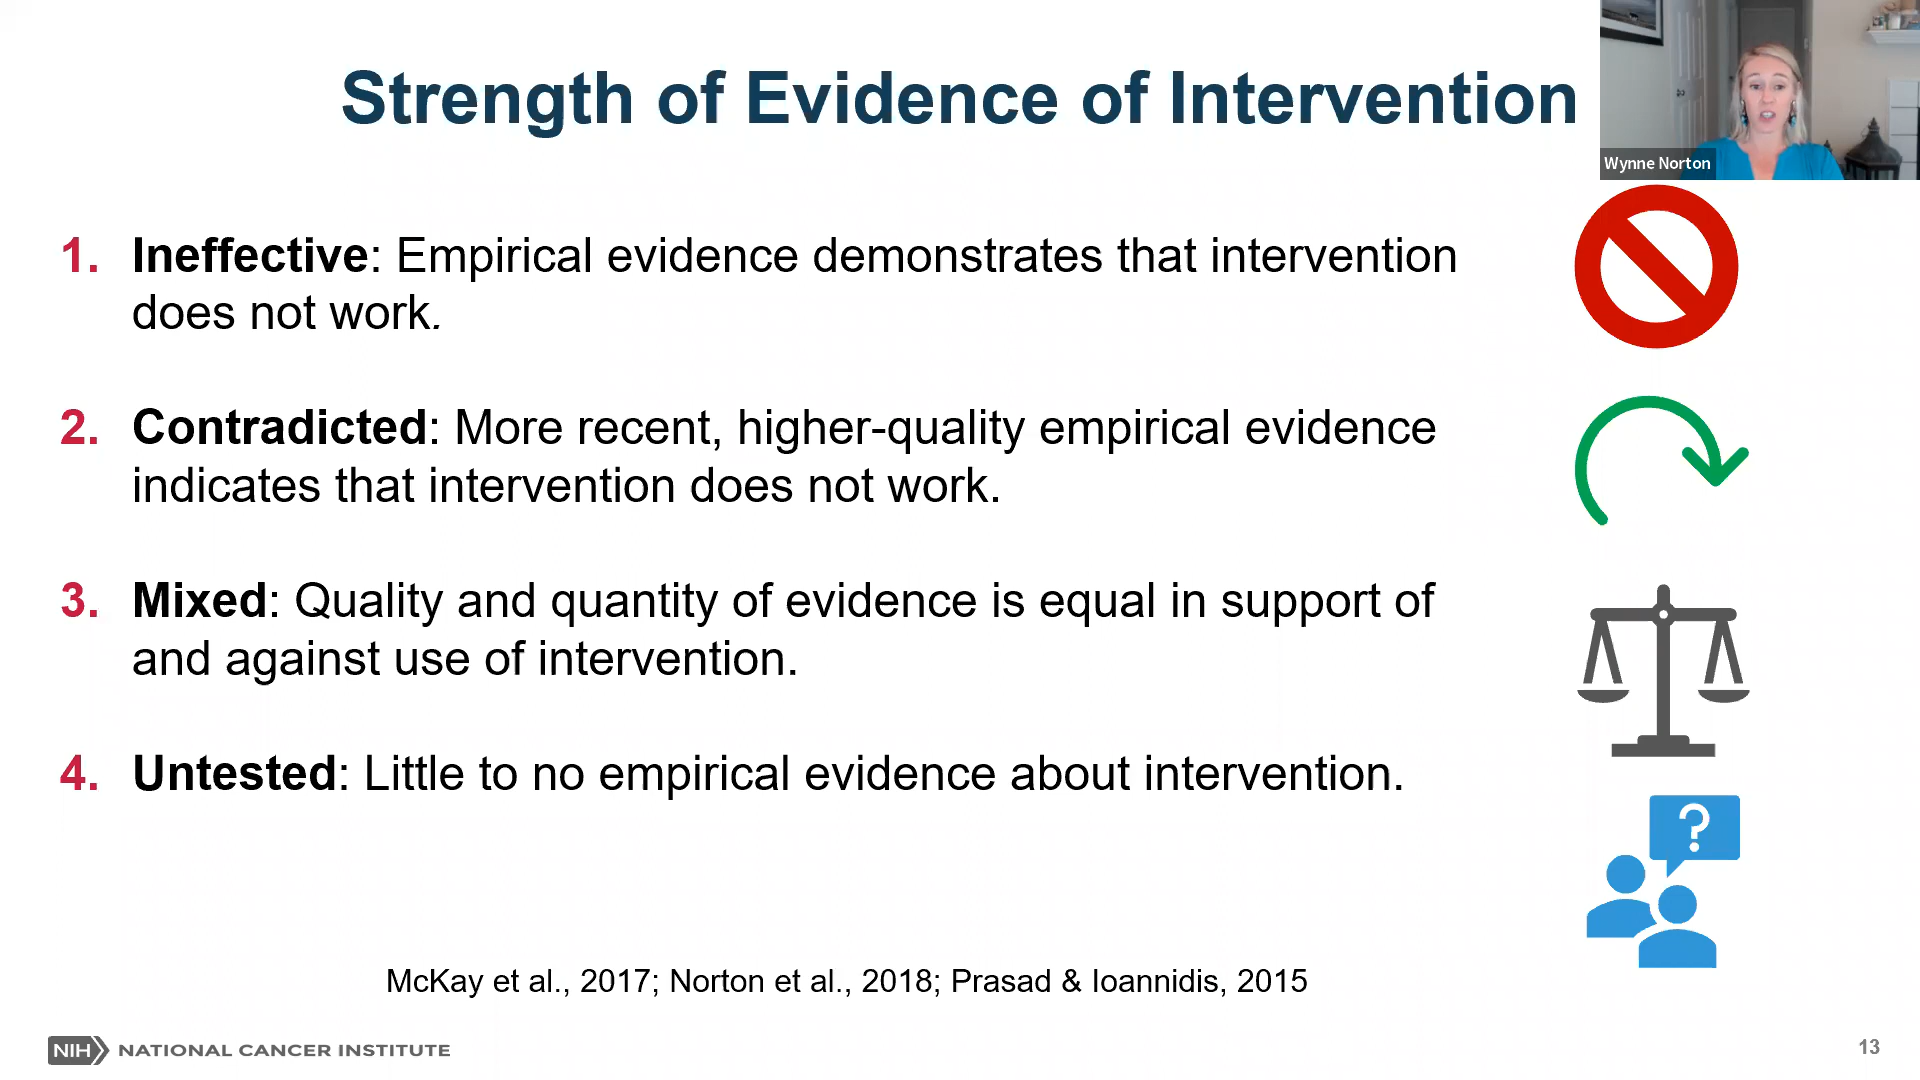 Strength of Evidence of Intervention
Wynne Norton
1. Ineffective: Empirical evidence demonstrates that intervention
does not work.
2. Contradicted: More recent, higher-quality empirical evidence
indicates that intervention does not work.
3. Mixed: Quality and quantity of evidence is equal in support of
and against use of intervention.
4. Untested: Little to no empirical evidence about intervention.
?
McKay et al., 2017; Norton et al., 2018; Prasad & Ioannidis, 2015
NIH NATIONAL CANCER INSTITUTE
13